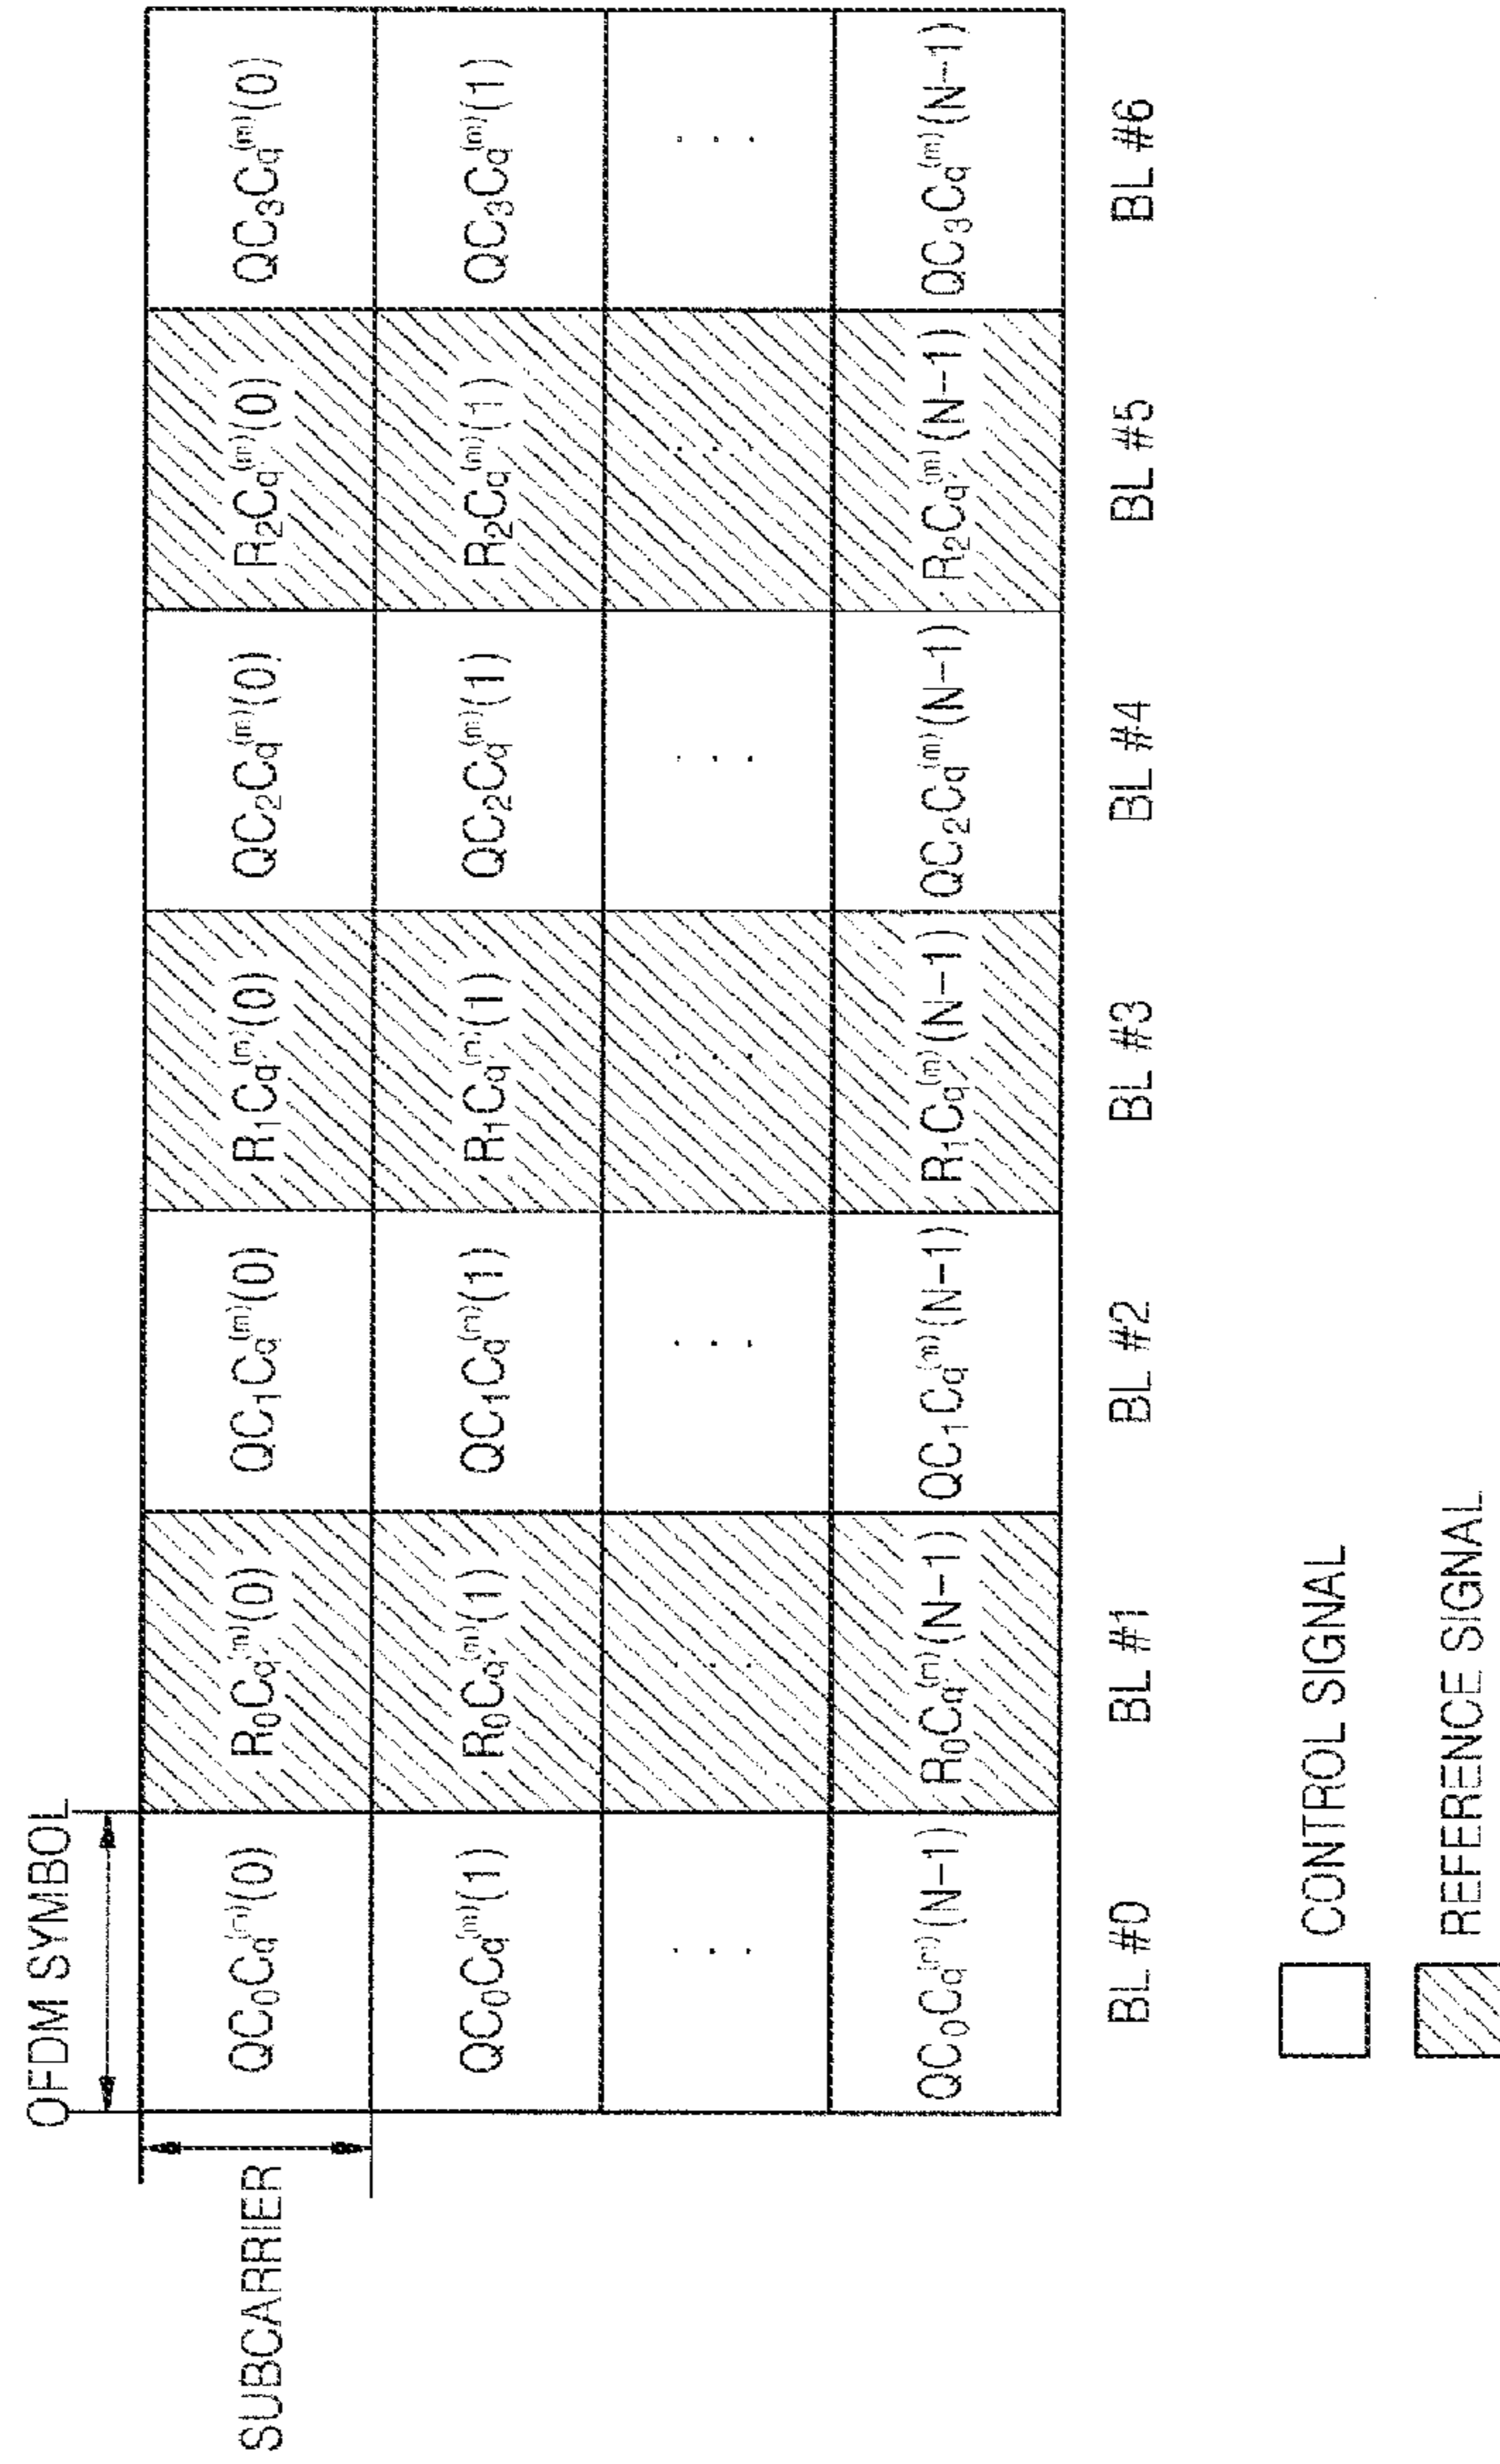 OFDM SYMBOL
SUBCARRIER
QC₀Cq⁽ᵐ⁾(0) R₀Cq⁽ᵐ⁾(0) QC₁Cq⁽ᵐ⁾(0) R₁Cq⁽ᵐ⁾(0) QC₂Cq⁽ᵐ⁾(0) R₂Cq⁽ᵐ⁾(0) QC₃Cq⁽ᵐ⁾(0)
QC₀Cq⁽ᵐ⁾(1) R₀Cq⁽ᵐ⁾(1) QC₁Cq⁽ᵐ⁾(1) R₁Cq⁽ᵐ⁾(1) QC₂Cq⁽ᵐ⁾(1) R₂Cq⁽ᵐ⁾(1) QC₃Cq⁽ᵐ⁾(1)
... ... ... ... ... ... ...
QC₀Cq⁽ᵐ⁾(N-1) R₀Cq⁽ᵐ⁾(N-1) QC₁Cq⁽ᵐ⁾(N-1) R₁Cq⁽ᵐ⁾(N-1) QC₂Cq⁽ᵐ⁾(N-1) R₂Cq⁽ᵐ⁾(N-1) QC₃Cq⁽ᵐ⁾(N-1)
BL #0 BL #1 BL #2 BL #3 BL #4 BL #5 BL #6
CONTROL SIGNAL
REFERENCE SIGNAL